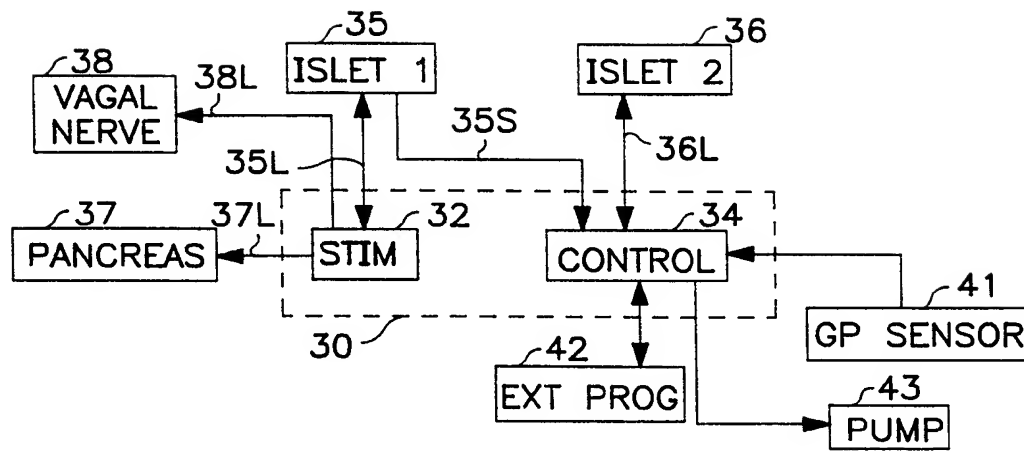 35
ISLET 1
36
ISLET 2
38
VAGAL
NERVE
38L
35S
35L
36L
37
PANCREAS
37L
32
STIM
34
CONTROL
41
GP SENSOR
30
42
EXT PROG
43
PUMP